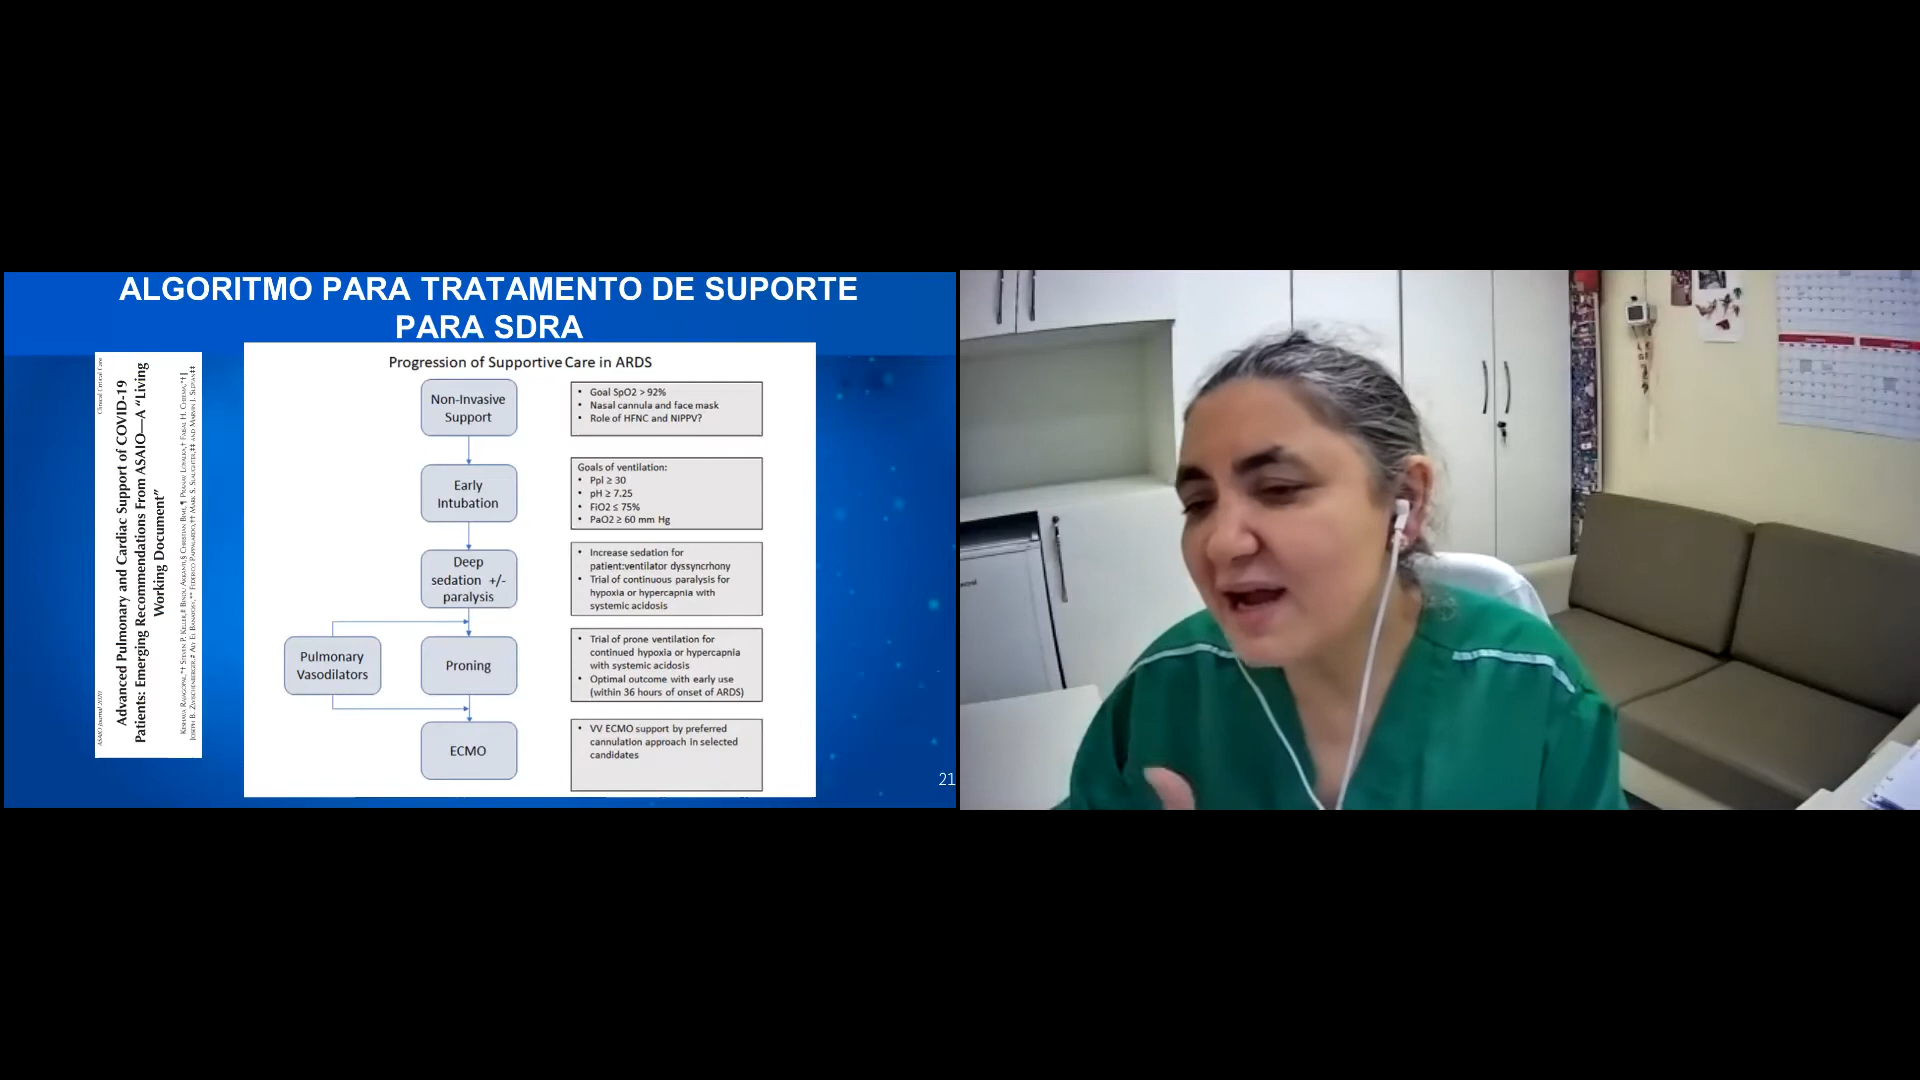 ALGORITMO PARA TRATAMENTO DE SUPORTE
PARA SDRA
ASAIO Journal 2020
Clinical Critical Care
Advanced Pulmonary and Cardiac Support of COVID-19
Patients: Emerging Recommendations From ASAIO—A “Living
Working Document”
Progression of Supportive Care in ARDS
Non-Invasive
Support
• Goal SpO2 > 92%
• Nasal cannula and face mask
• Role of HFNC and NIPPV?
Early
Intubation
Goals of ventilation:
• Ppl ≥ 30
• pH ≥ 7.25
• FiO2 ≤ 75%
• PaO2 ≥ 60 mm Hg
Deep
sedation +/-
paralysis
• Increase sedation for
patient:ventilator dyssyncrhony
• Trial of continuous paralysis for
hypoxia or hypercapnia with
systemic acidosis
Pulmonary
Vasodilators
Proning
• Trial of prone ventilation for
continued hypoxia or hypercapnia
with systemic acidosis
• Optimal outcome with early use
(within 36 hours of onset of ARDS)
ECMO
• VV ECMO support by preferred
cannulation approach in selected
candidates
21